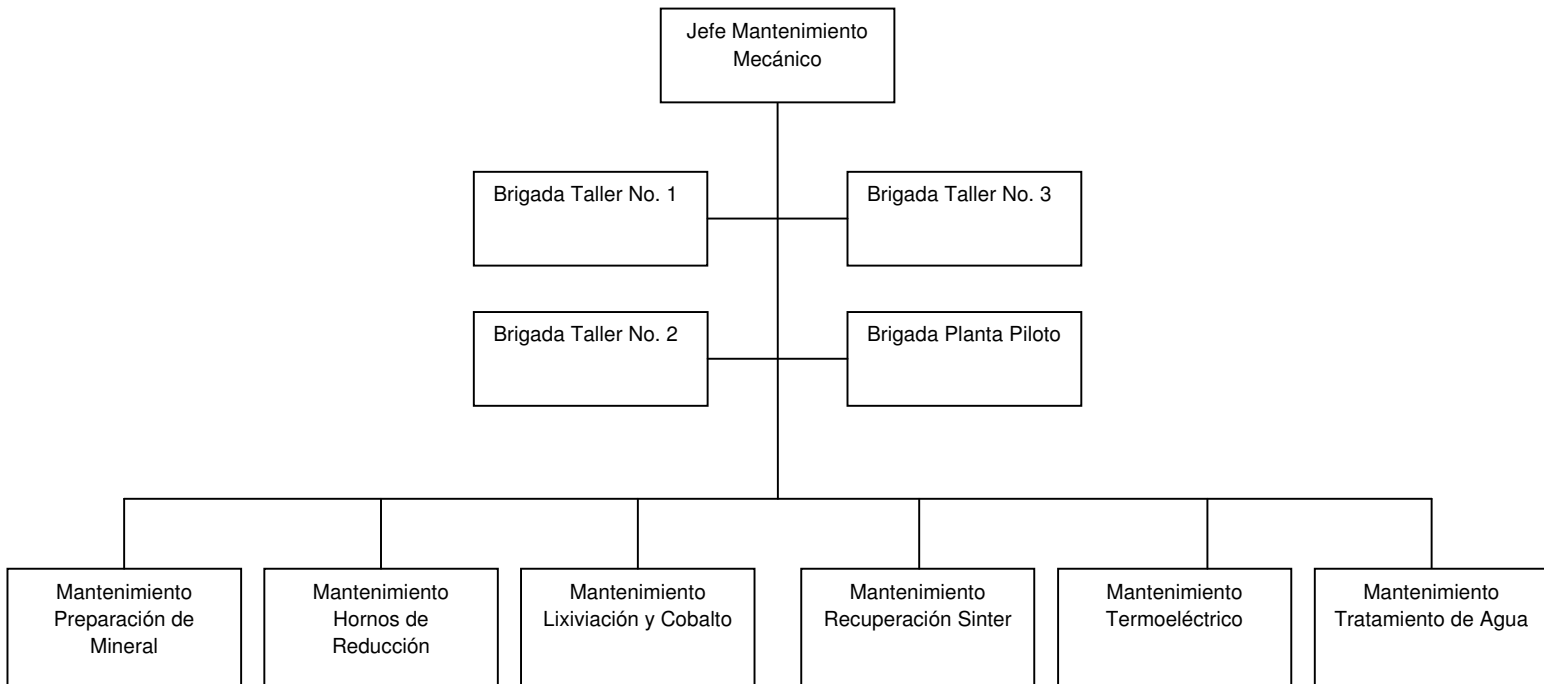 Jefe Mantenimiento
Mecánico
Brigada Taller No. 1
Brigada Taller No. 3
Brigada Taller No. 2
Brigada Planta Piloto
Mantenimiento
Preparación de
Mineral
Mantenimiento
Hornos de
Reducción
Mantenimiento
Lixiviación y Cobalto
Mantenimiento
Recuperación Sinter
Mantenimiento
Termoeléctrico
Mantenimiento
Tratamiento de Agua